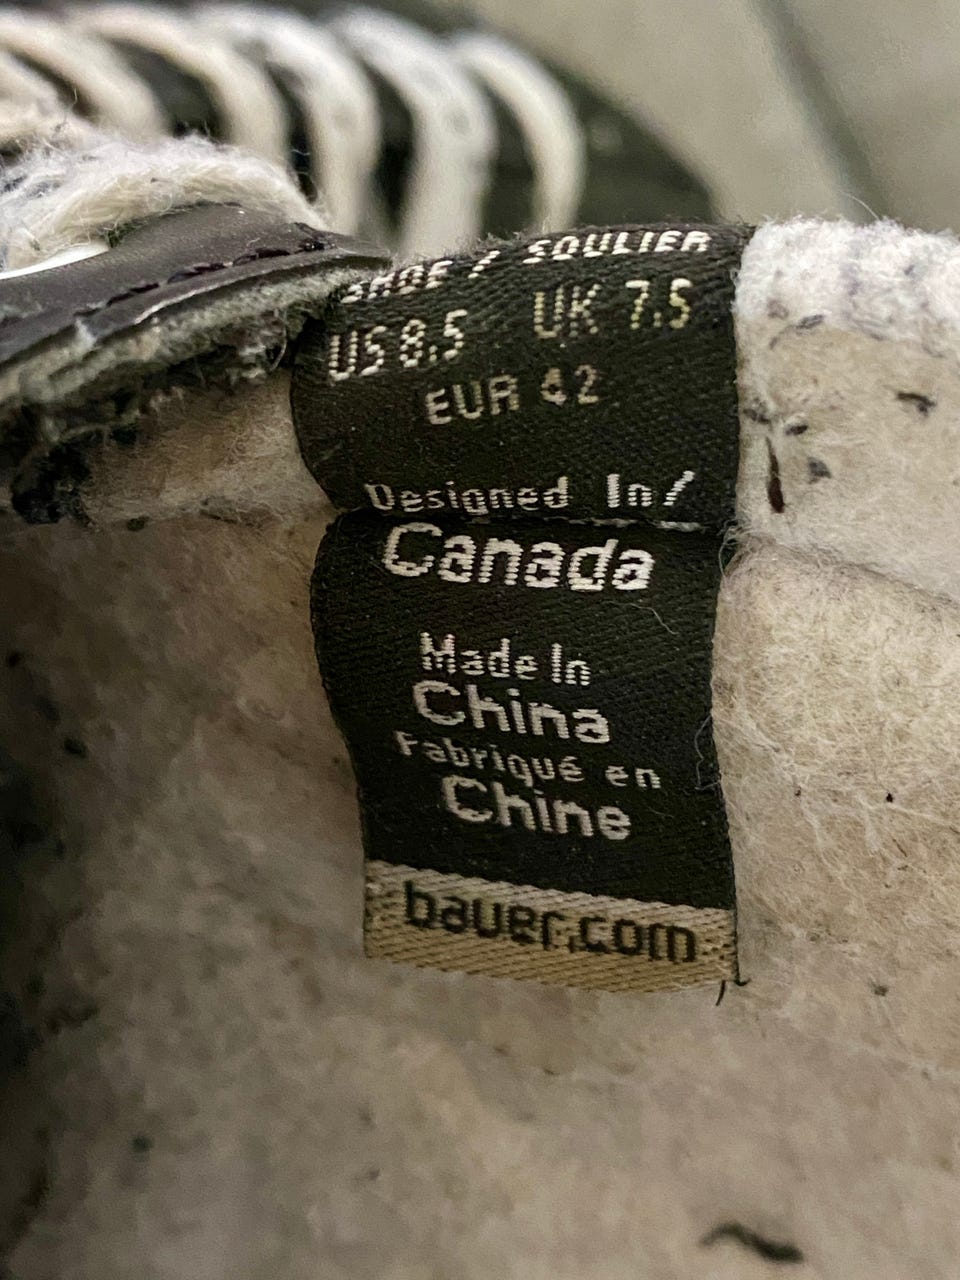 SHOE / SOULIER
US 8.5 UK 7.5
EUR 42
Designed In/
Canada
Made In
China
Fabriqué en
Chine
bauer.com